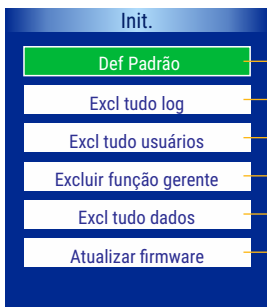 Init.
Def Padrão
Excl tudo log
Excl tudo usuários
Excluir função gerente
Excl tudo dados
Atualizar firmware